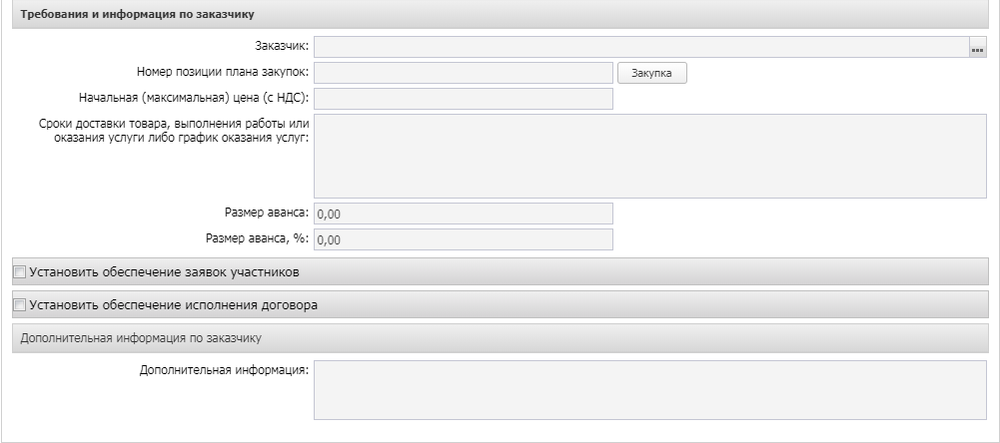 Требования и информация по заказчику
Заказчик:
...
Номер позиции плана закупок:
Закупка
Начальная (максимальная) цена (с НДС):
Сроки доставки товара, выполнения работы или
оказания услуги либо график оказания услуг:
Размер аванса: 0,00
Размер аванса, %: 0,00
Установить обеспечение заявок участников
Установить обеспечение исполнения договора
Дополнительная информация по заказчику
Дополнительная информация: